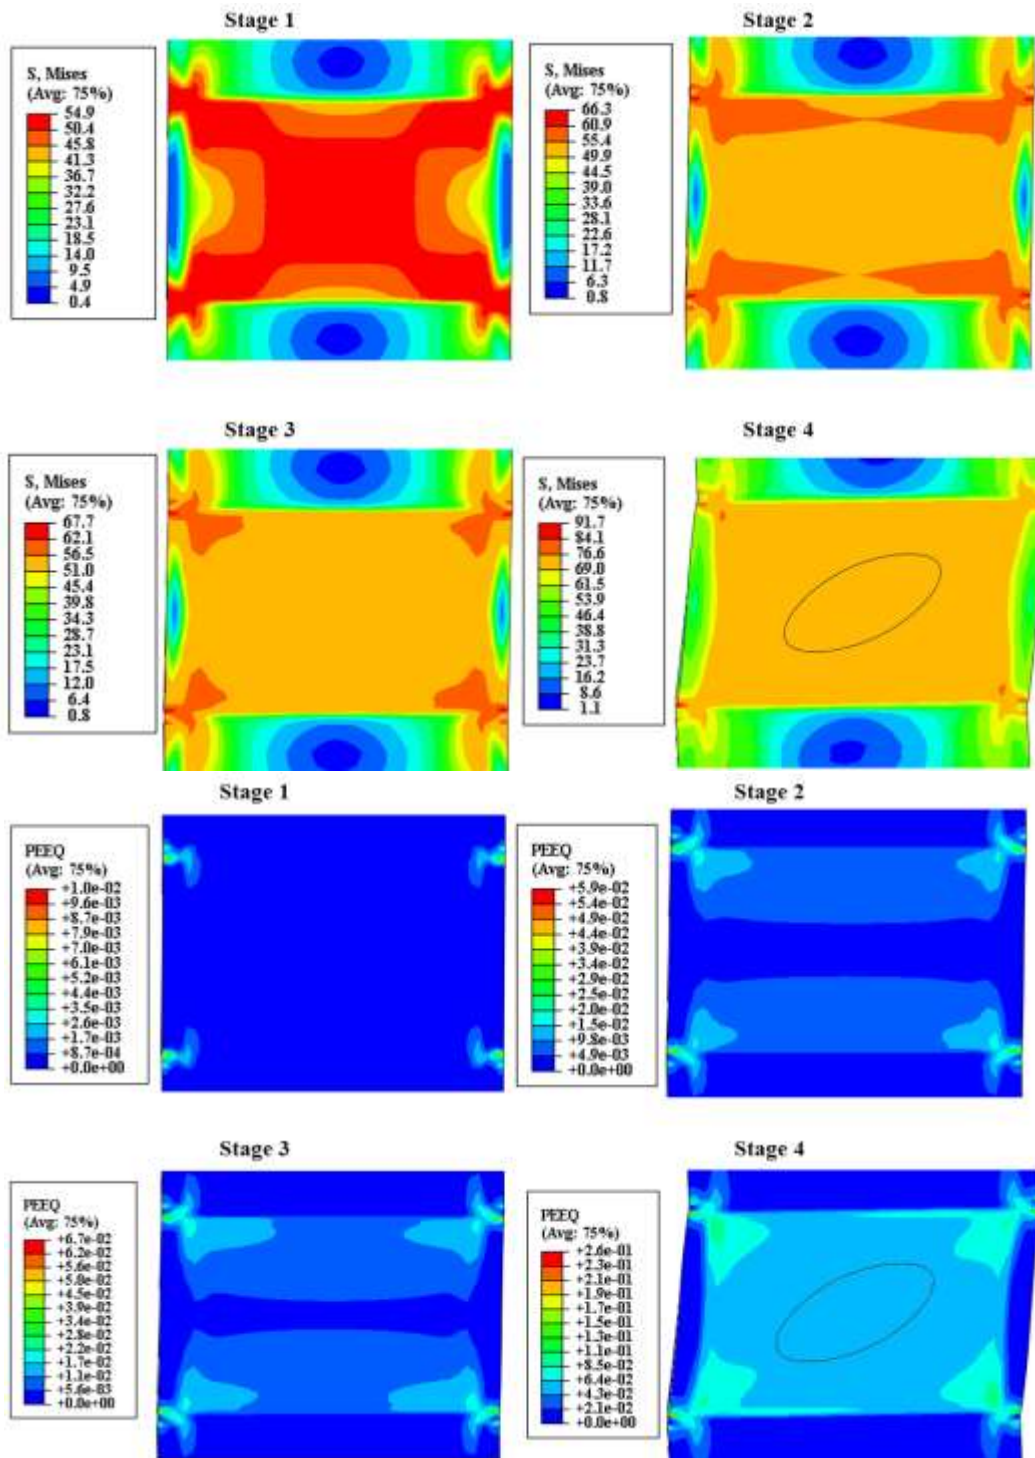 Stage 1
S, Mises
(Avg: 75%)
54.9
50.4
45.8
41.3
36.7
32.2
27.6
23.1
18.5
14.0
9.5
4.9
0.4
Stage 2
S, Mises
(Avg: 75%)
66.3
60.9
55.4
49.9
44.5
39.0
33.6
28.1
22.6
17.2
11.7
6.3
0.8
Stage 3
S, Mises
(Avg: 75%)
67.7
62.1
56.5
51.0
45.4
39.8
34.3
28.7
23.1
17.5
12.0
6.4
0.8
Stage 4
S, Mises
(Avg: 75%)
91.7
84.1
76.6
69.0
61.5
53.9
46.4
38.8
31.3
23.7
16.2
8.6
1.1
Stage 1
PEEQ
(Avg: 75%)
+1.0e-02
+9.6e-03
+8.7e-03
+7.9e-03
+7.0e-03
+6.1e-03
+5.2e-03
+4.4e-03
+3.5e-03
+2.6e-03
+1.7e-03
+8.7e-04
+0.0e+00
Stage 2
PEEQ
(Avg: 75%)
+5.9e-02
+5.4e-02
+4.9e-02
+4.4e-02
+3.9e-02
+3.4e-02
+2.9e-02
+2.5e-02
+2.0e-02
+1.5e-02
+9.8e-03
+4.9e-03
+0.0e+00
Stage 3
PEEQ
(Avg: 75%)
+6.7e-02
+6.2e-02
+5.6e-02
+5.0e-02
+4.5e-02
+3.9e-02
+3.4e-02
+2.8e-02
+2.2e-02
+1.7e-02
+1.1e-02
+5.6e-03
+0.0e+00
Stage 4
PEEQ
(Avg: 75%)
+2.6e-01
+2.3e-01
+2.1e-01
+1.9e-01
+1.7e-01
+1.5e-01
+1.3e-01
+1.1e-01
+8.5e-02
+6.4e-02
+4.3e-02
+2.1e-02
+0.0e+00